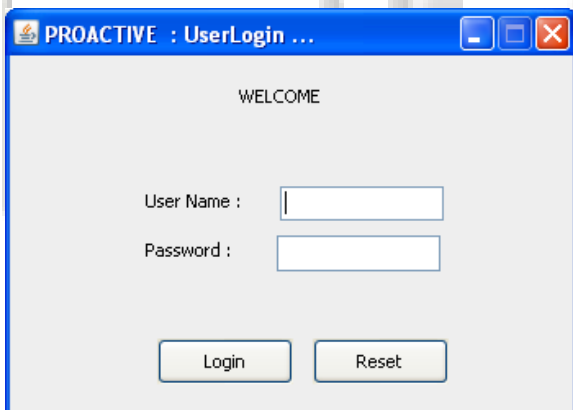 PROACTIVE : UserLogin ...
WELCOME
User Name :
Password :
Login Reset